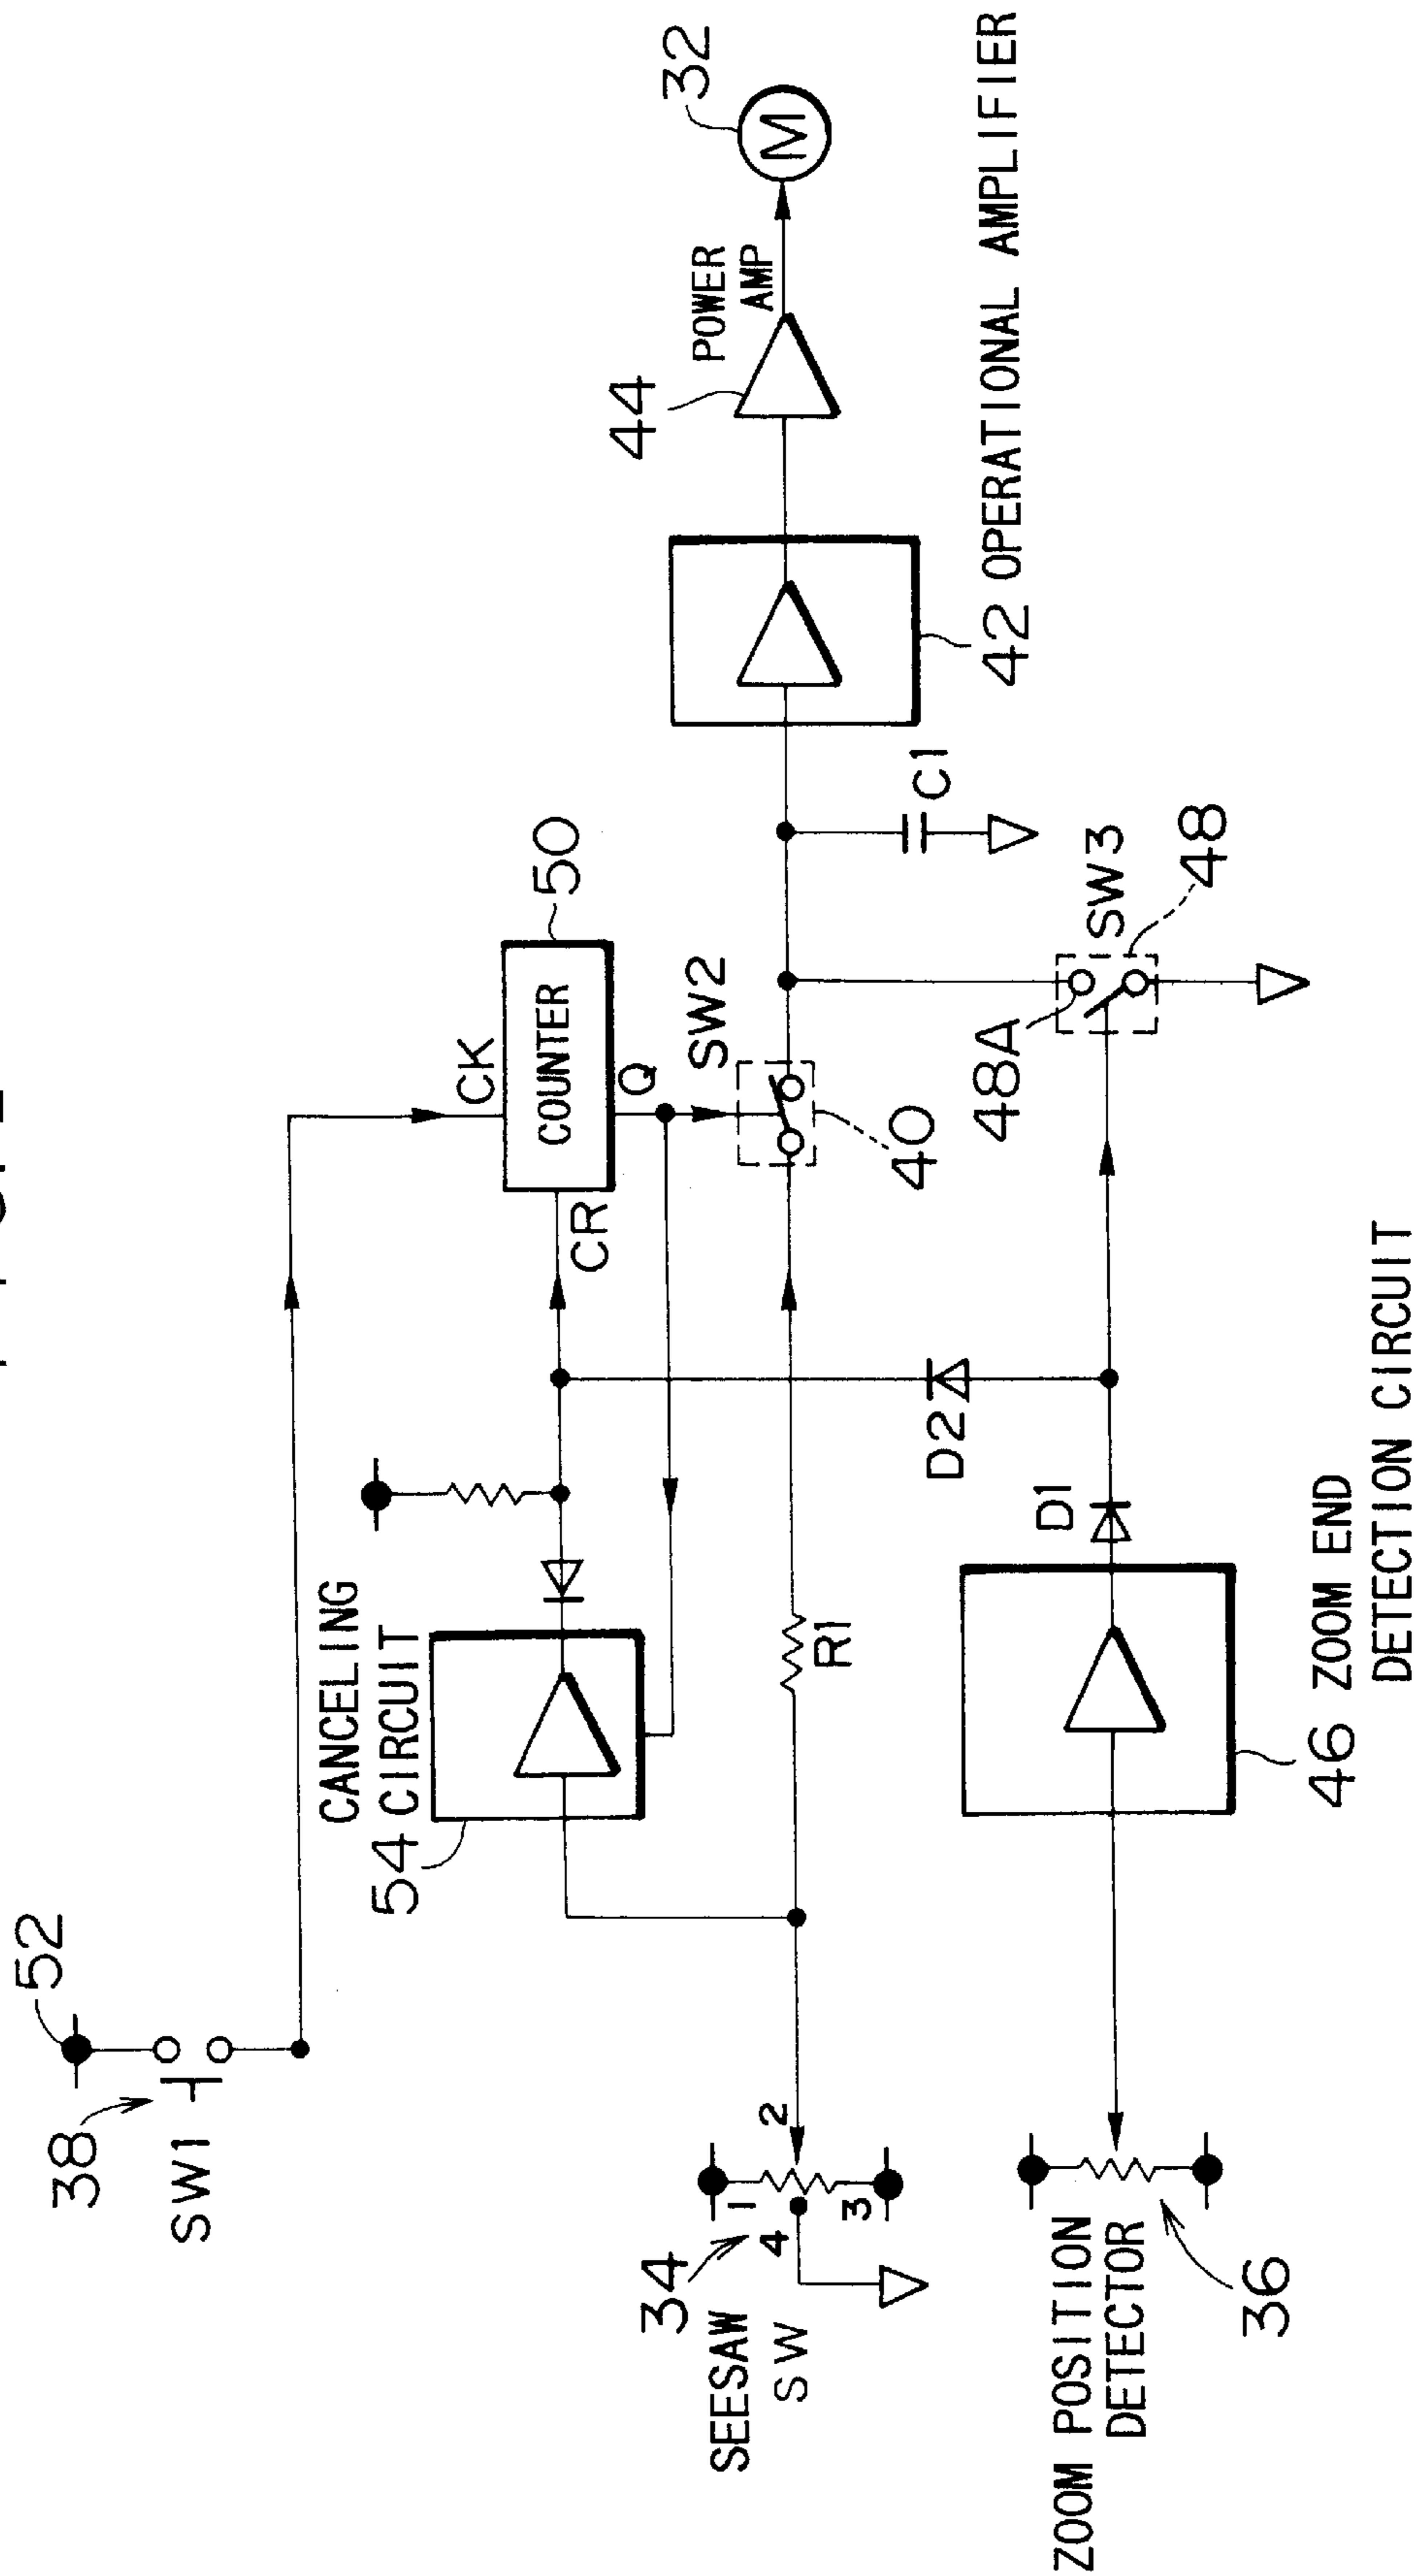 52
38
SW1
CANCELING
54 CIRCUIT
CK
COUNTER
50
CR
Q
SW2
40
44
POWER
AMP
32
M
42 OPERATIONAL AMPLIFIER
C1
34
SEESAW
SW
1
2
3
4
R1
D2
D1
48A
SW3
48
ZOOM POSITION
DETECTOR
36
46 ZOOM END
DETECTION CIRCUIT